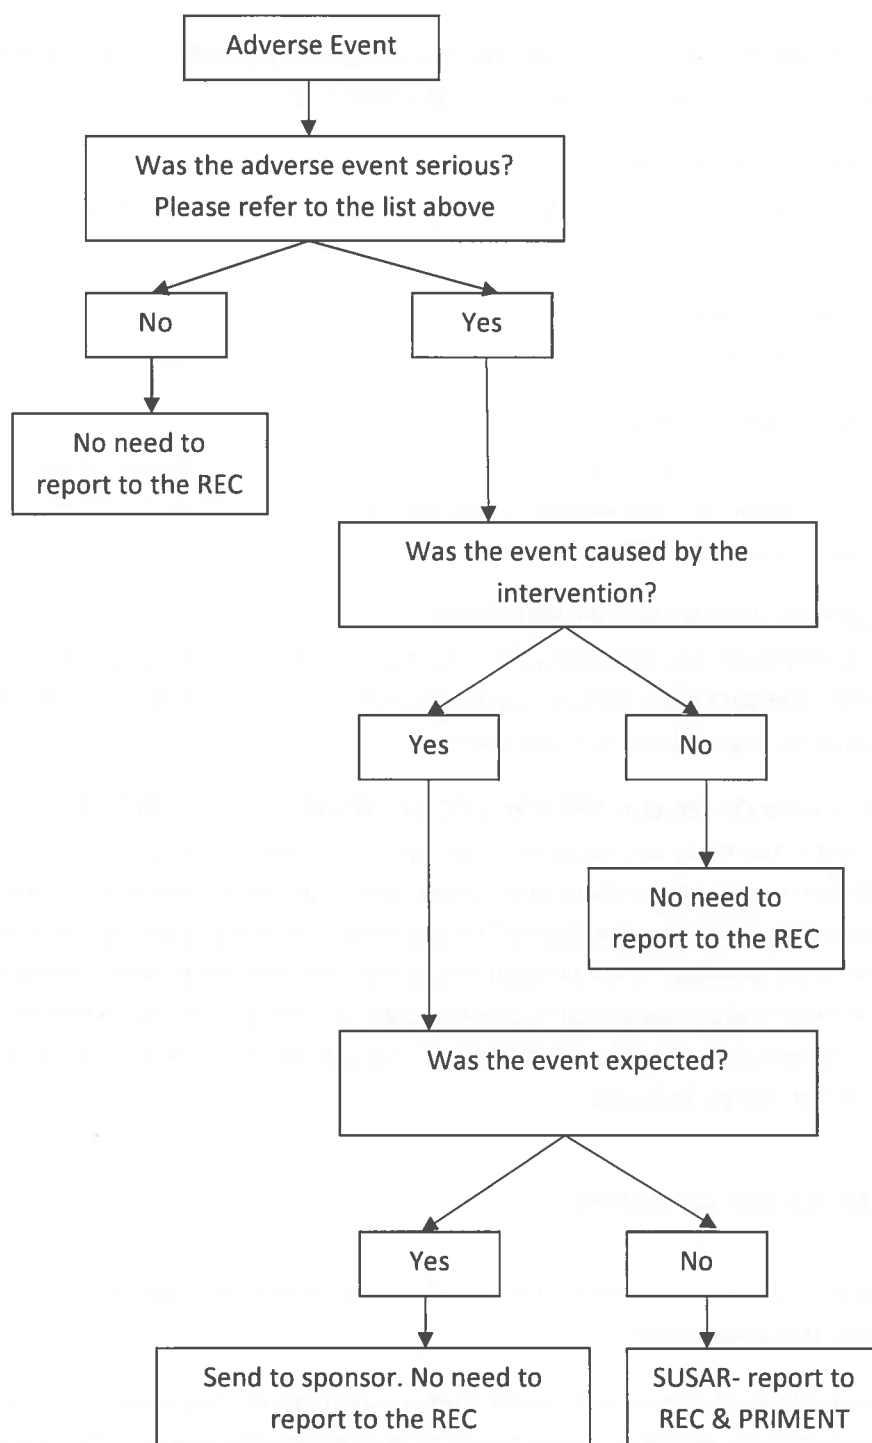 Adverse Event
Was the adverse event serious?
Please refer to the list above
No
Yes
No need to
report to the REC
Was the event caused by the
intervention?
Yes
No
No need to
report to the REC
Was the event expected?
Yes
No
Send to sponsor. No need to
report to the REC
SUSAR- report to
REC & PRIMENT